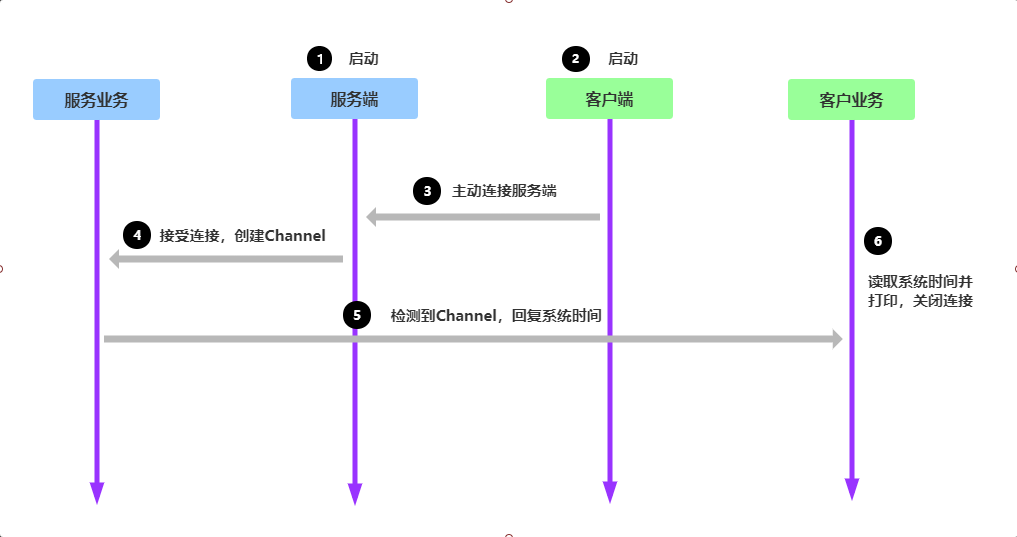 1 启动
2 启动
服务业务
服务端
客户端
客户业务
3 主动连接服务端
4 接受连接，创建Channel
6
读取系统时间并
打印，关闭连接
5 检测到Channel，回复系统时间